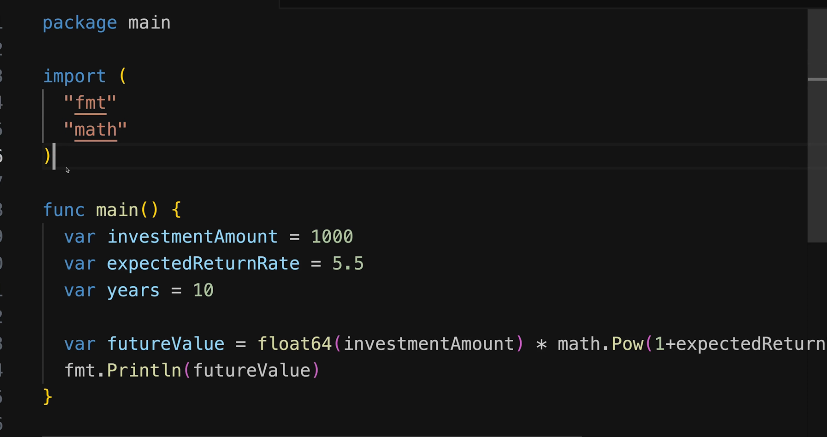 package main
import (
"fmt"
"math"
)
func main() {
var investmentAmount = 1000
var expectedReturnRate = 5.5
var years = 10
var futureValue = float64(investmentAmount) * math.Pow(1+expectedReturn
fmt.Println(futureValue)
}